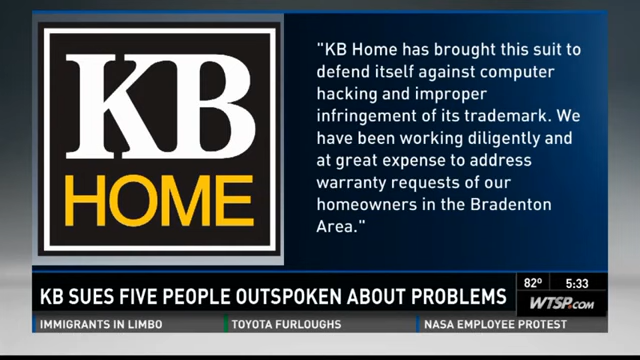 KB
HOME
"KB Home has brought this suit to
defend itself against computer
hacking and improper
infringement of its trademark. We
have been working diligently and
at great expense to address
warranty requests of our
homeowners in the Bradenton
Area."
KB SUES FIVE PEOPLE OUTSPOKEN ABOUT PROBLEMS
82° 5:33
WTSP.COM
IMMIGRANTS IN LIMBO TOYOTA FURLOUGHS NASA EMPLOYEE PROTEST